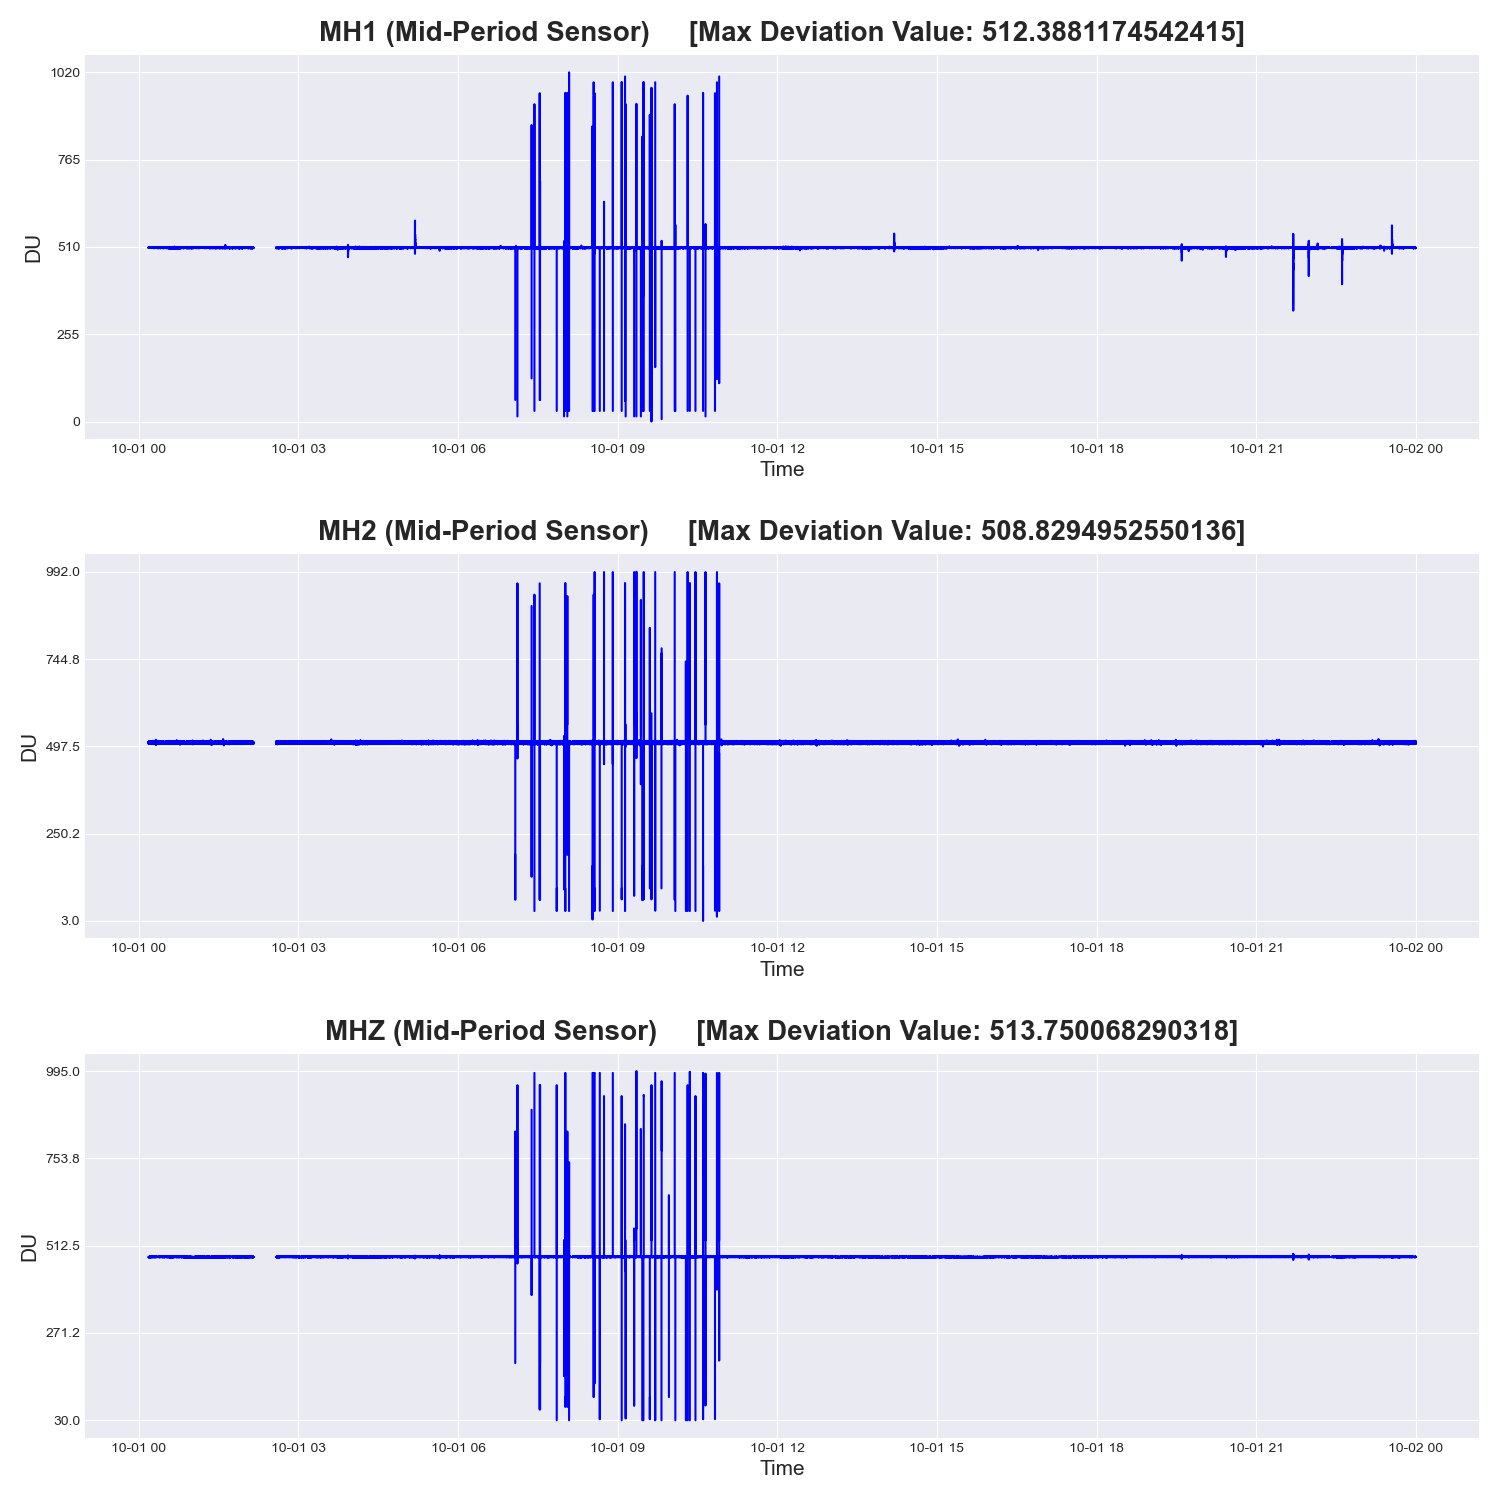 MH1 (Mid-Period Sensor) [Max Deviation Value: 512.3881174542415]
1020
765
510
255
0
DU
10-01 00 10-01 03 10-01 06 10-01 09 10-01 12 10-01 15 10-01 18 10-01 21 10-02 00
Time
MH2 (Mid-Period Sensor) [Max Deviation Value: 508.8294952550136]
992.0
744.8
497.5
250.2
3.0
DU
10-01 00 10-01 03 10-01 06 10-01 09 10-01 12 10-01 15 10-01 18 10-01 21 10-02 00
Time
MHZ (Mid-Period Sensor) [Max Deviation Value: 513.750068290318]
995.0
753.8
512.5
271.2
30.0
DU
10-01 00 10-01 03 10-01 06 10-01 09 10-01 12 10-01 15 10-01 18 10-01 21 10-02 00
Time